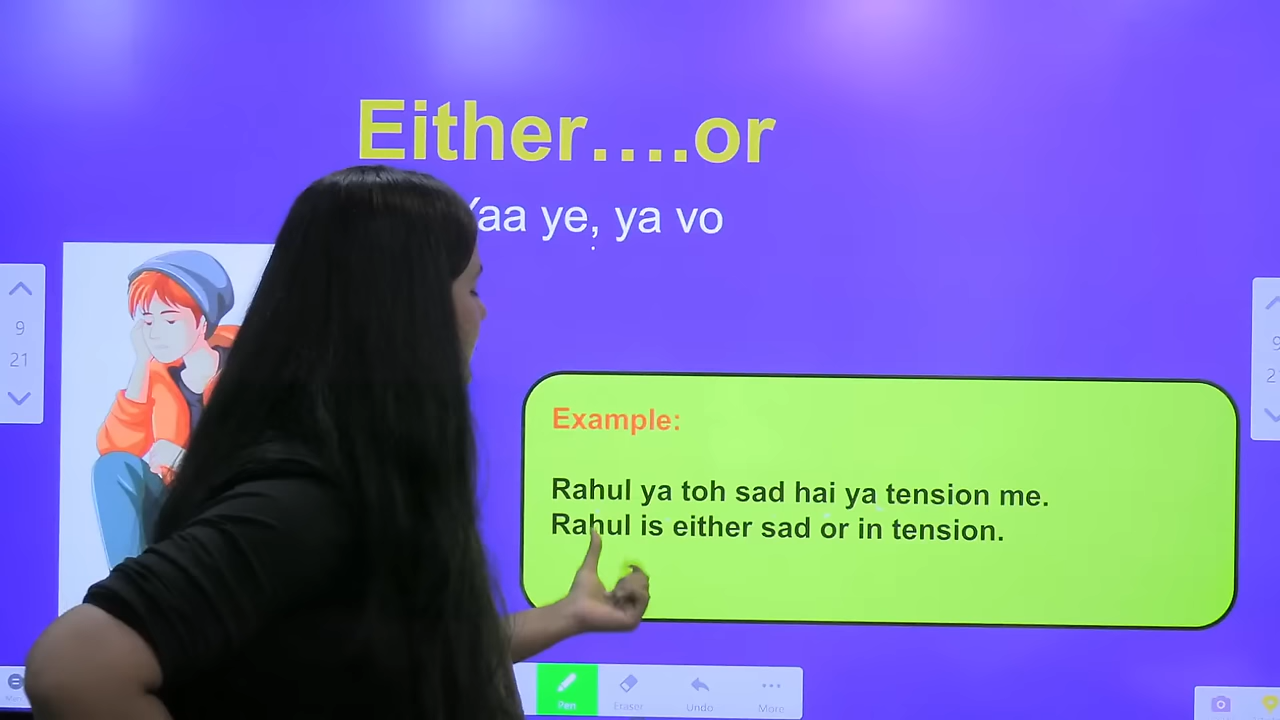 Either....or
Yaa ye, ya vo
9
21
9
Example:
Rahul ya toh sad hai ya tension me.
Rahul is either sad or in tension.
Pen
Eraser
Undo
More